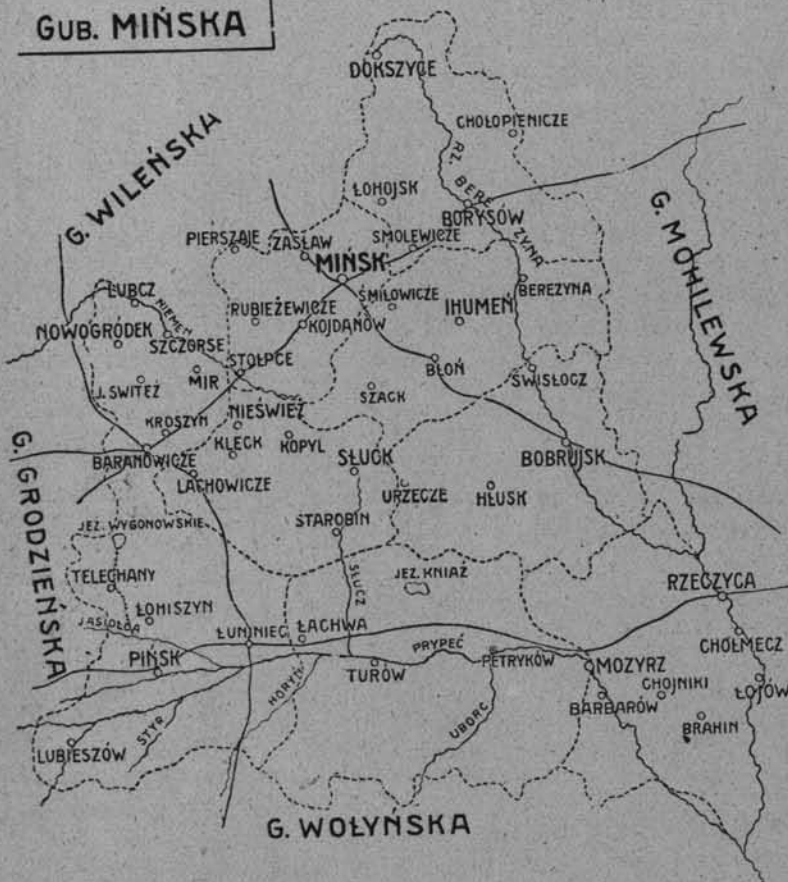 GUB. MIŃSKA
DOKSZYCE
CHOŁOPIENICZE
G. WILEŃSKA
RZ. BEREZYNA
ŁOHOJSK
BORYSÓW
G. MOHILEWSKA
PIERSZAJE
ZASŁAW
SMOLEWICZE
MIŃSK
BEREZYNA
ŁUBCZ
NIEMEN
RUBIEŻEWICZE
ŚMIŁOWICZE
IHUMEŃ
NOWOGRÓDEK
SZCZORSE
KOJDANÓW
STOŁPCE
BŁOŃ
ŚWISŁOCZ
J. SWITEŹ
MIR
SZACK
NIEŚWIEŻ
KROSZYN
KLECK
KOPYL
SŁUCK
BOBRUJSK
BARANOWICZE
LACHOWICZE
URZECZE
HŁUSK
G. GRODZIEŃSKA
JEZ. WYGONOWSKIE
STAROBIN
SŁUCZ
JEZ. KNIAŹ
TELECHANY
RZECZYCA
ŁOHISZYN
JASIOŁDA
ŁUNINIEC
ŁACHWA
CHOŁMECZ
PRYPEĆ
PIŃSK
TURÓW
PETRYKÓW
MOZYRZ
CHOJNIKI
ŁOJÓW
BARBARÓW
HORYŃ
UBORĆ
BRAHIN
STYR
LUBIESZÓW
G. WOŁYŃSKA